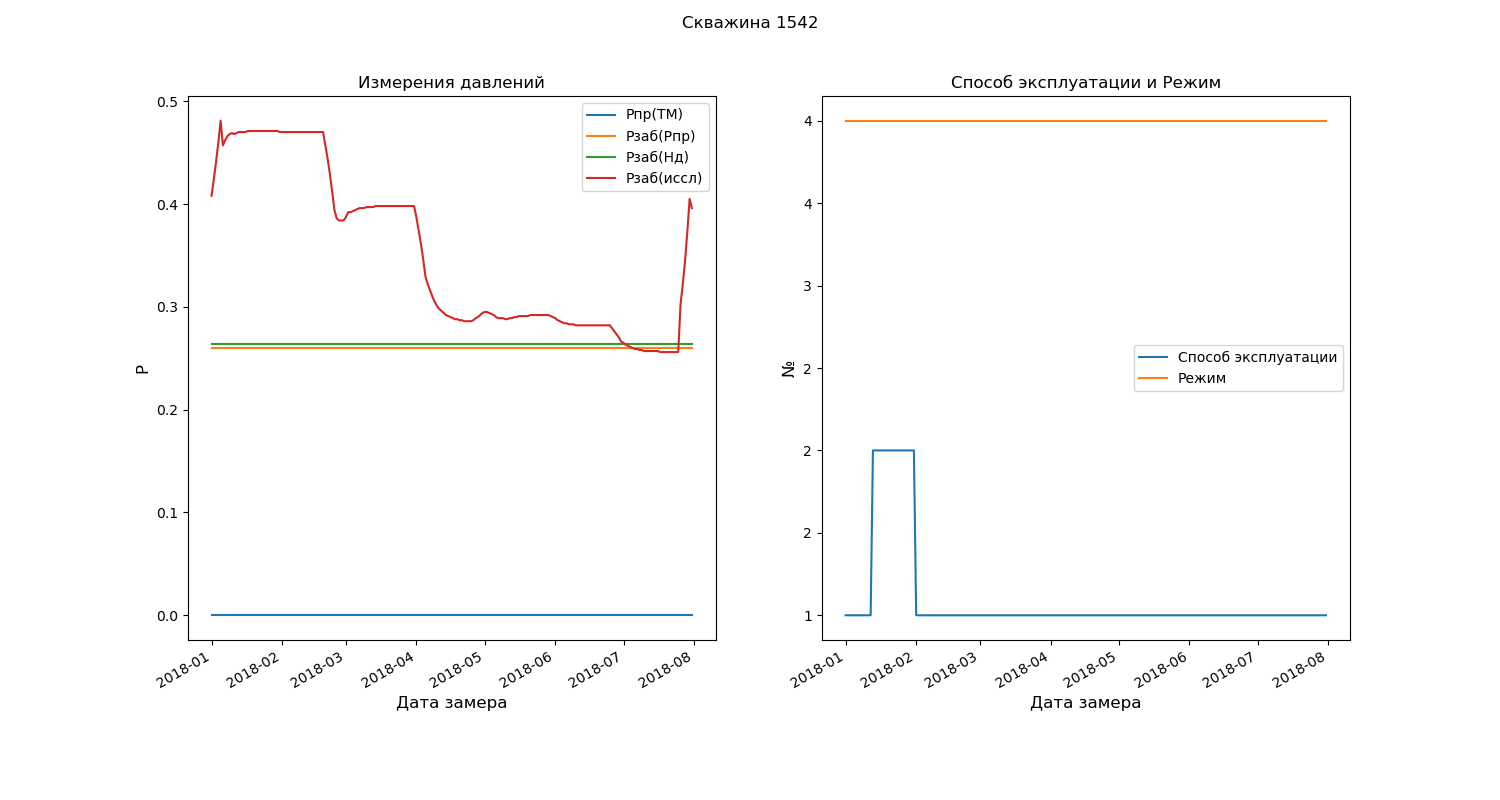 Скважина 1542
Измерения давлений
0.5
0.4
0.3
0.2
0.1
0.0
P
Рпр(ТМ)
Рзаб(Рпр)
Рзаб(Нд)
Рзаб(иссл)
2018-01
2018-02
2018-03
2018-04
2018-05
2018-06
2018-07
2018-08
Дата замера
Способ эксплуатации и Режим
4
4
3
2
2
2
1
№
Способ эксплуатации
Режим
2018-01
2018-02
2018-03
2018-04
2018-05
2018-06
2018-07
2018-08
Дата замера